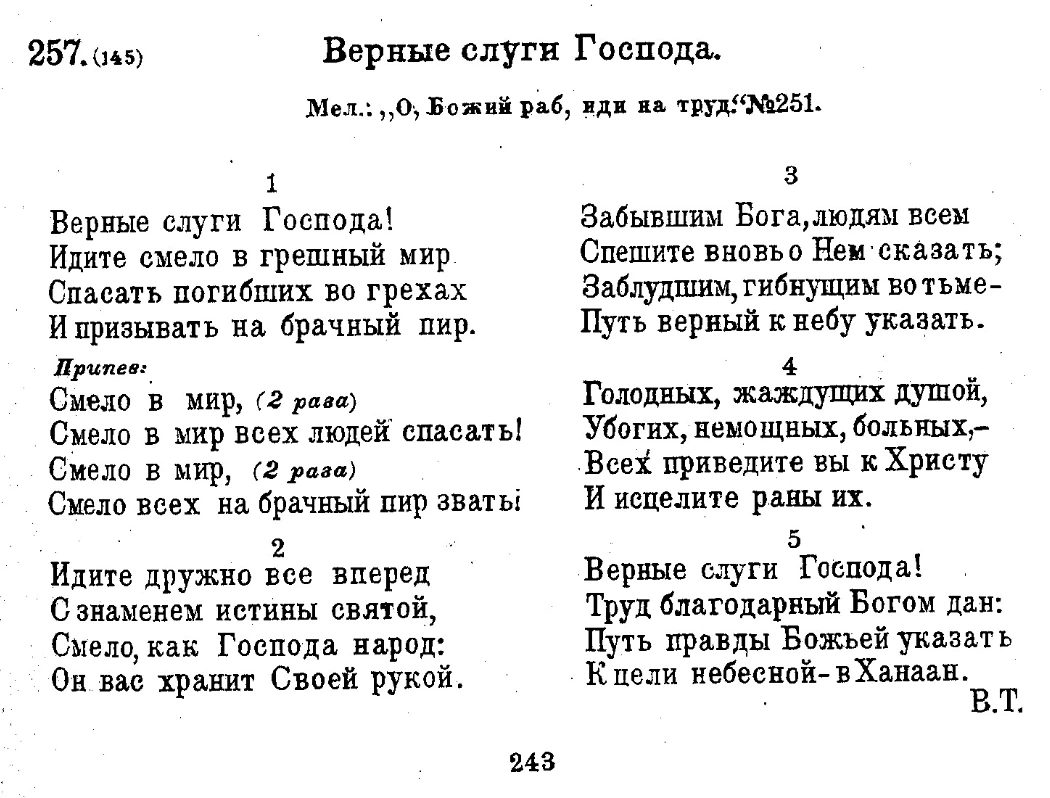 257. (145)
Верные слуги Господа.
Мел.: ,,О, Божий раб, иди на труд“ №251.
1
Верные слуги Господа!
Идите смело в грешный мир
Спасать погибших во грехах
И призывать на брачный пир.
Припев:
Смело в мир, (2 раза)
Смело в мир всех людей спасать!
Смело в мир, (2 раза)
Смело всех на брачный пир звать!
2
Идите дружно все вперед
С знаменем истины святой,
Смело, как Господа народ:
Он вас хранит Своей рукой.
3
Забывшим Бога, людям всем
Спешите вновь о Нем сказать;
Заблудшим, гибнущим во тьме-
Путь верный к небу указать.
4
Голодных, жаждущих душой,
Убогих, немощных, больных,-
Всех приведите вы к Христу
И исцелите раны их.
5
Верные слуги Господа!
Труд благодарный Богом дан:
Путь правды Божьей указать
К цели небесной- в Ханаан.
В.Т.
243